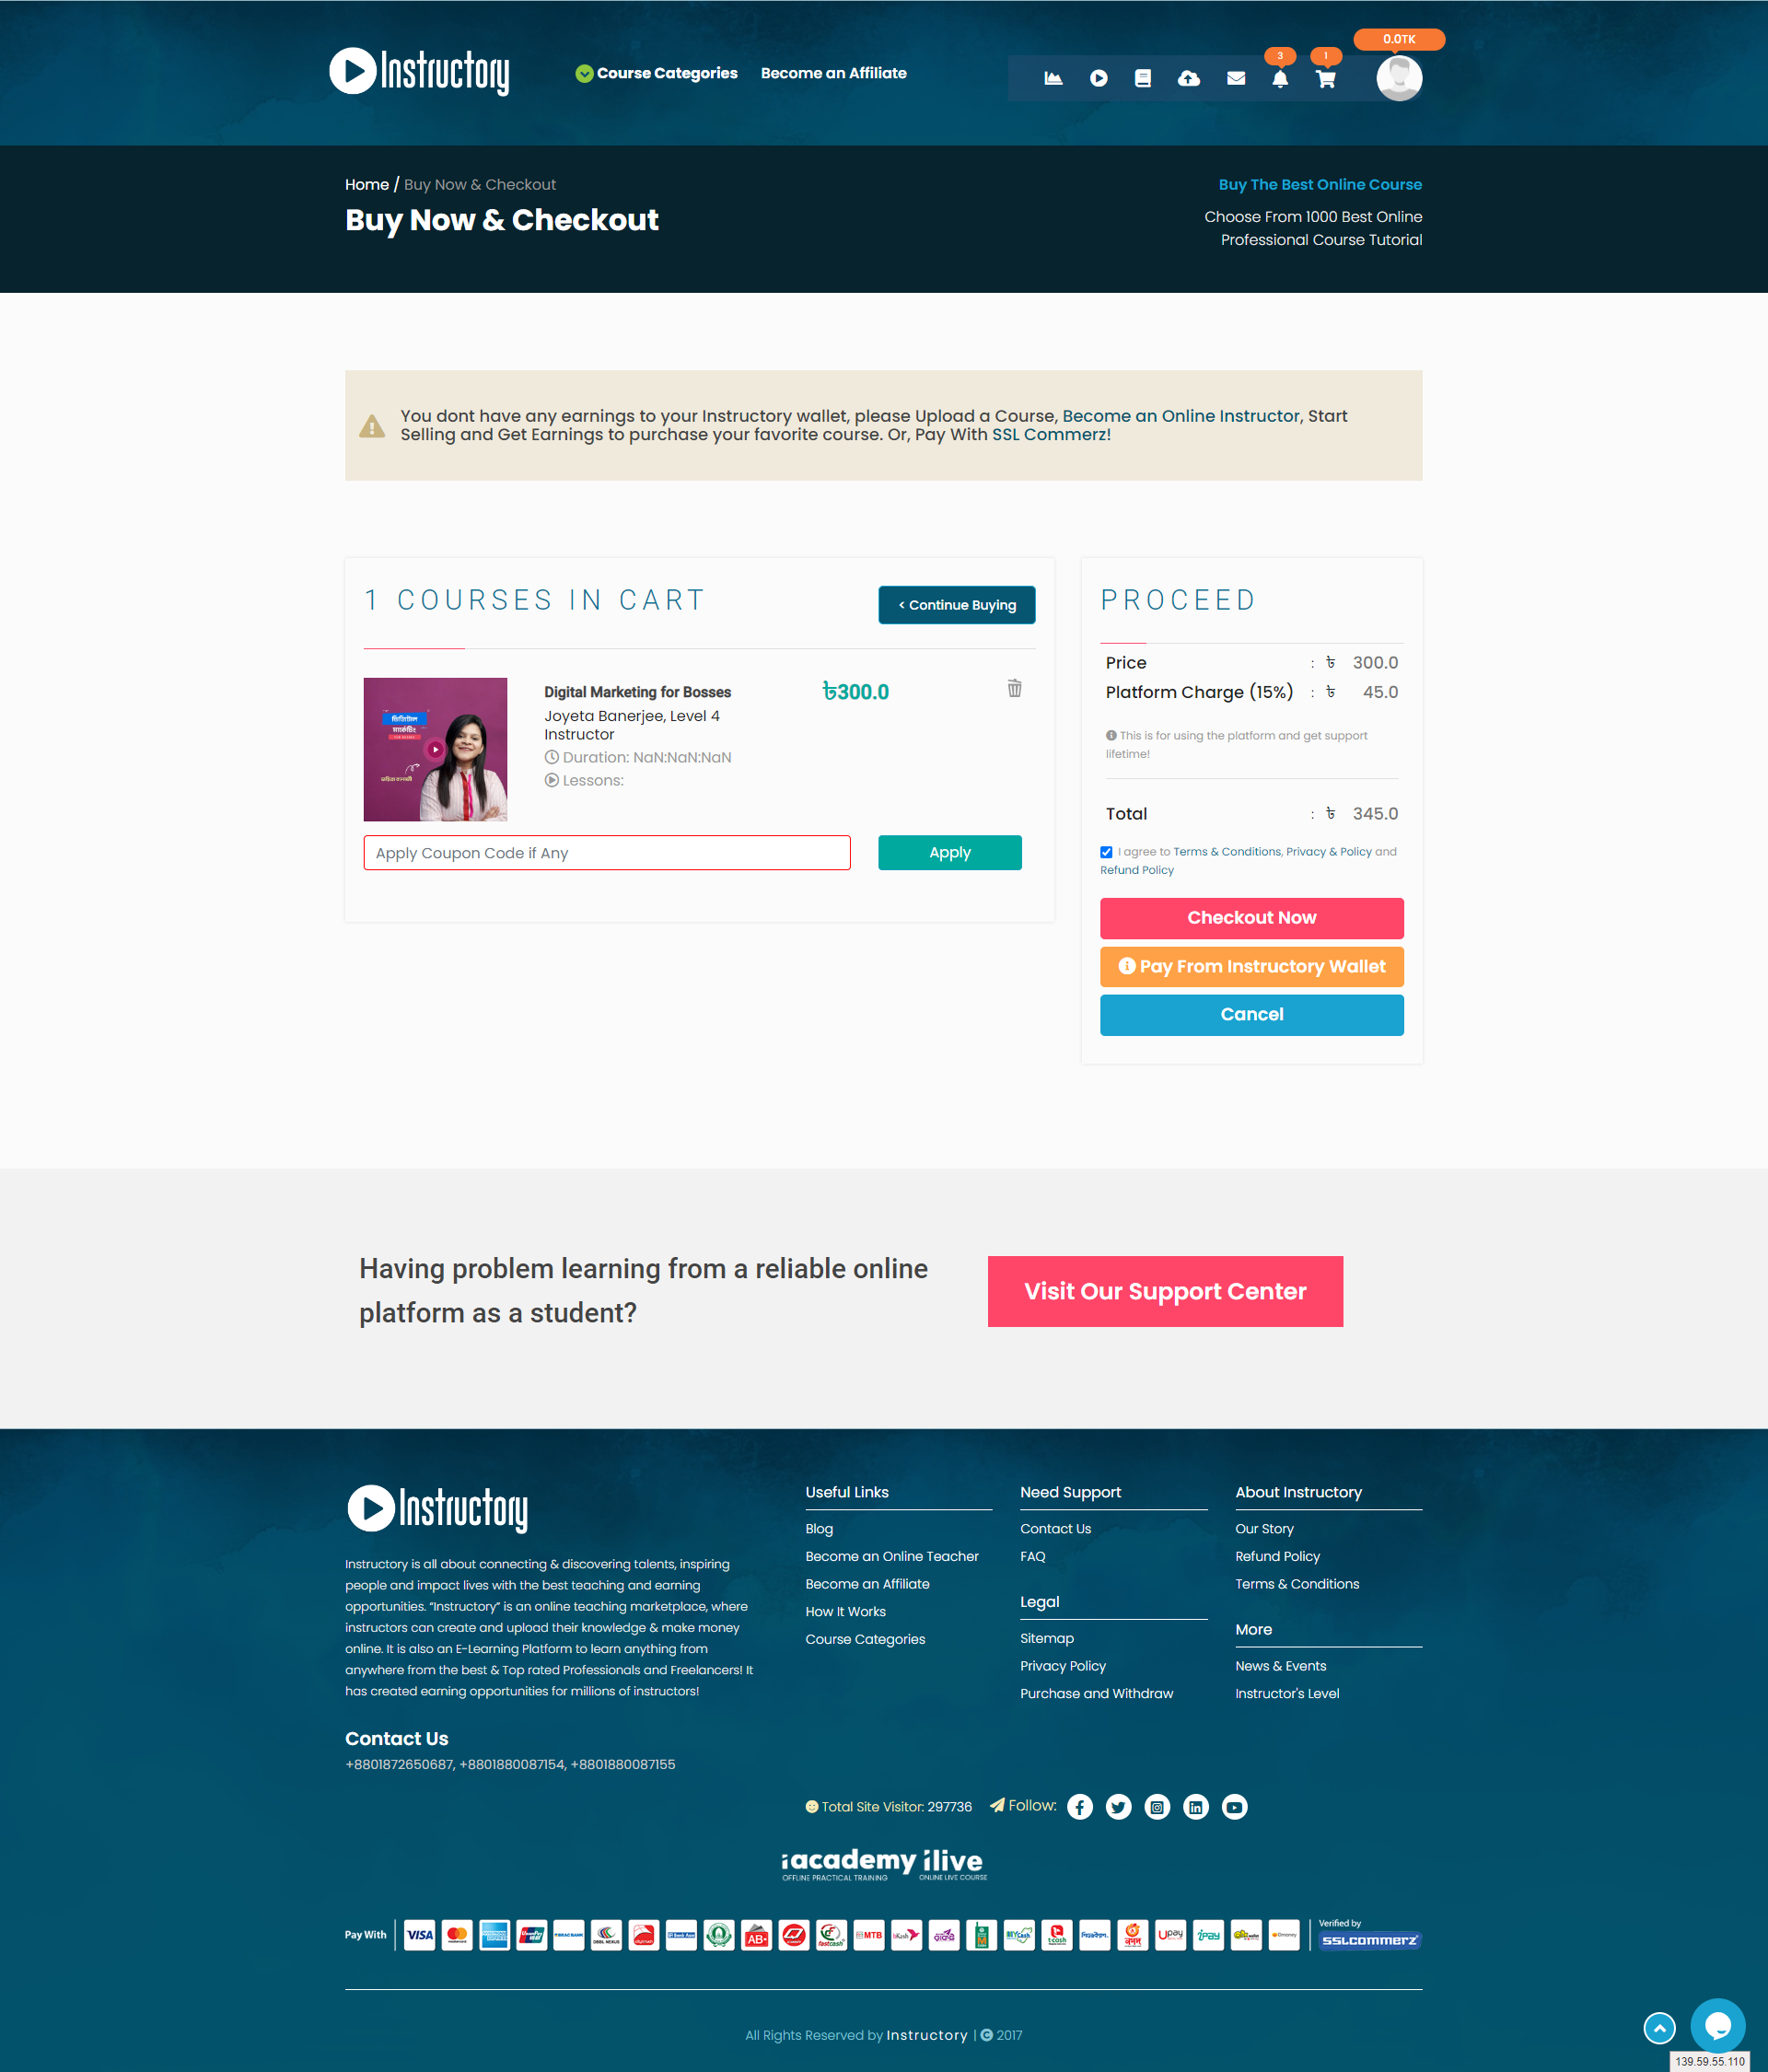 Instructory
Course Categories
Become an Affiliate
3
1
0.0TK
Home / Buy Now & Checkout
Buy Now & Checkout
Buy The Best Online Course
Choose From 1000 Best Online
Professional Course Tutorial
You dont have any earnings to your Instructory wallet, please Upload a Course, Become an Online Instructor, Start
Selling and Get Earnings to purchase your favorite course. Or, Pay With SSL Commerz!
1 COURSES IN CART
< Continue Buying
ডিজিটাল
মার্কেটিং
Digital Marketing for Bosses
Joyeta Banerjee, Level 4
Instructor
Duration: NaN:NaN:NaN
Lessons:
৳300.0
Apply Coupon Code if Any
Apply
PROCEED
Price : ৳ 300.0
Platform Charge (15%) : ৳ 45.0
This is for using the platform and get support
lifetime!
Total : ৳ 345.0
I agree to Terms & Conditions, Privacy & Policy and
Refund Policy
Checkout Now
Pay From Instructory Wallet
Cancel
Having problem learning from a reliable online
platform as a student?
Visit Our Support Center
Instructory
Instructory is all about connecting & discovering talents, inspiring
people and impact lives with the best teaching and earning
opportunities. "Instructory" is an online teaching marketplace, where
instructors can create and upload their knowledge & make money
online. It is also an E-Learning Platform to learn anything from
anywhere from the best & Top rated Professionals and Freelancers! It
has created earning opportunities for millions of instructors!
Contact Us
+8801872650687, +8801880087154, +8801880087155
Useful Links
Blog
Become an Online Teacher
Become an Affiliate
How It Works
Course Categories
Need Support
Contact Us
FAQ
Legal
Sitemap
Privacy Policy
Purchase and Withdraw
About Instructory
Our Story
Refund Policy
Terms & Conditions
More
News & Events
Instructor's Level
Total Site Visitor: 297736
Follow:
iacademy
OFFLINE PRACTICAL TRAINING
ilive
ONLINE LIVE COURSE
Pay With
VISA
BRAC BANK
DBBL NEXUS
AB
fastcash
MTB
bKash
MYCash
t-cash
Upay
iPAY
Dmoney
Verified by
SSLCOMMERZ
All Rights Reserved by Instructory | © 2017
139.59.55.110